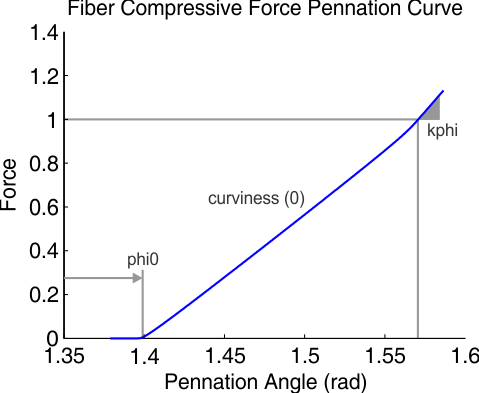 Fiber Compressive Force Pennation Curve
1.4
1.2
1
kphi
0.8
Force
curviness (0)
0.6
0.4
phi0
0.2
0
1.35 1.4 1.45 1.5 1.55 1.6
Pennation Angle (rad)